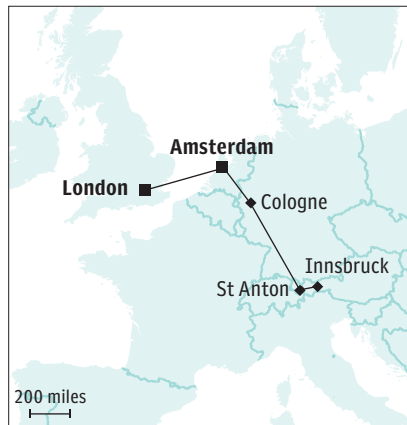 Amsterdam
London
Cologne
Innsbruck
St Anton
200 miles